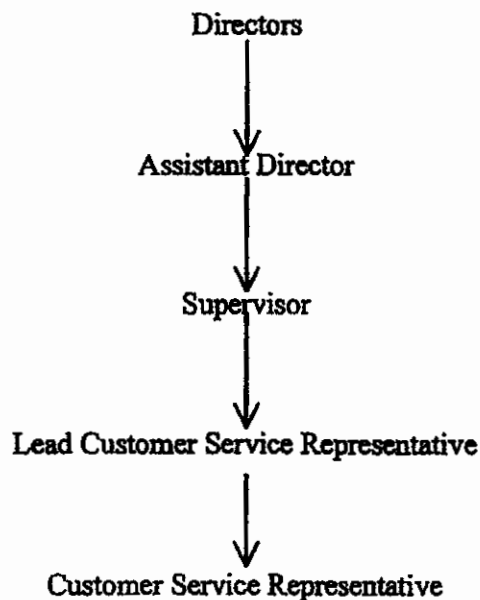 Directors
Assistant Director
Supervisor
Lead Customer Service Representative
Customer Service Representative